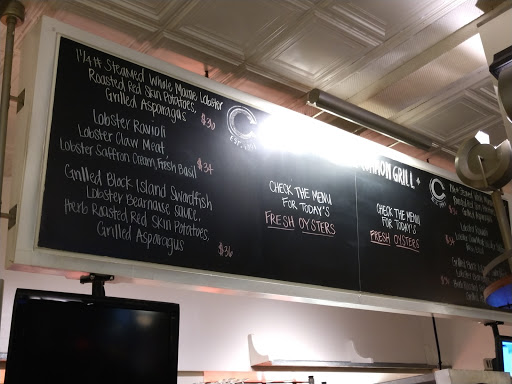 1 1/4 # Steamed Whole Maine Lobster
Roasted Red Skin Potatoes,
Grilled Asparagus $30
Lobster Ravioli
Lobster Claw Meat
Lobster Saffron Cream, Fresh Basil $34
Grilled Block Island Swordfish
Lobster Bearnaise Sauce,
Herb Roasted Red Skin Potatoes,
Grilled Asparagus $36
C
EST.
CHECK THE MENU
FOR TODAY'S
FRESH OYSTERS
GRILL
CHECK THE MENU
FOR TODAY'S
FRESH OYSTERS
C